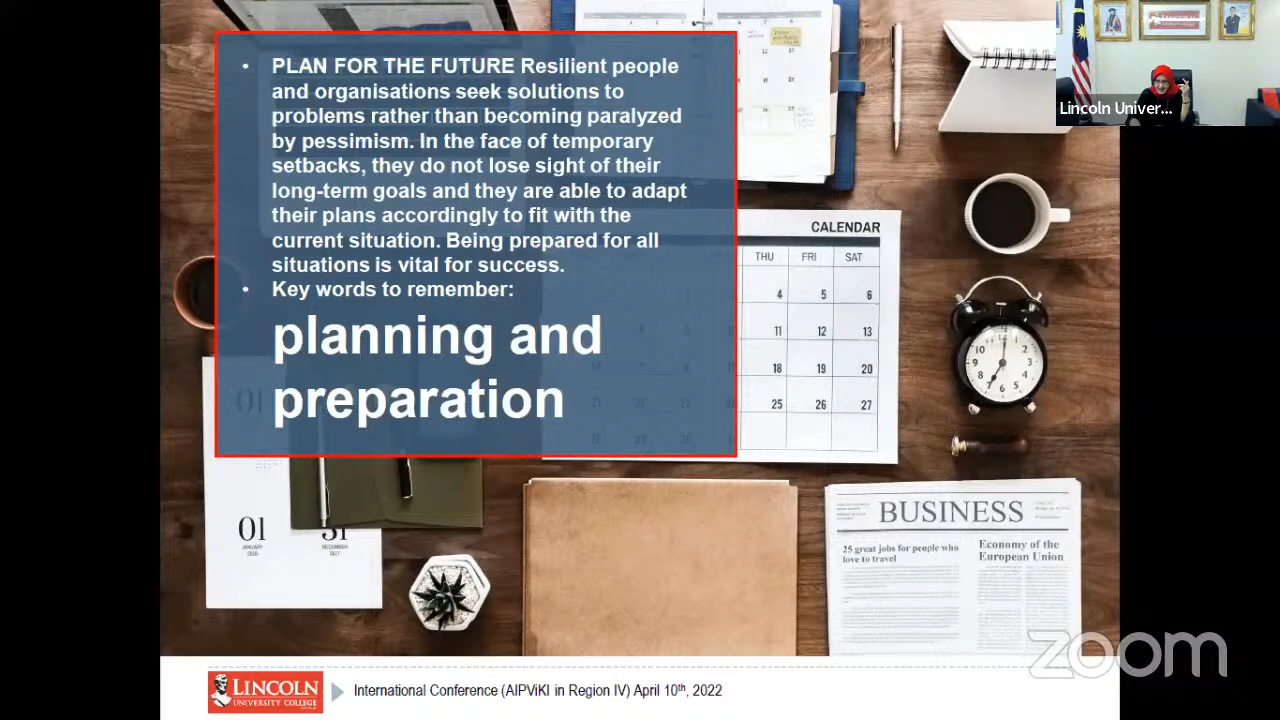 • PLAN FOR THE FUTURE Resilient people
and organisations seek solutions to
problems rather than becoming paralyzed
by pessimism. In the face of temporary
setbacks, they do not lose sight of their
long-term goals and they are able to adapt
their plans accordingly to fit with the
current situation. Being prepared for all
situations is vital for success.
• Key words to remember:
planning and
preparation
Lincoln Univer...
CALENDAR
THU FRI SAT
4 5 6
11 12 13
18 19 20
25 26 27
01
JANUARY
31
DECEMBER
BUSINESS
25 great jobs for people who
love to travel
Economy of the
European Union
zoom
LINCOLN
UNIVERSITY COLLEGE
International Conference (AIPViKI in Region IV) April 10th, 2022